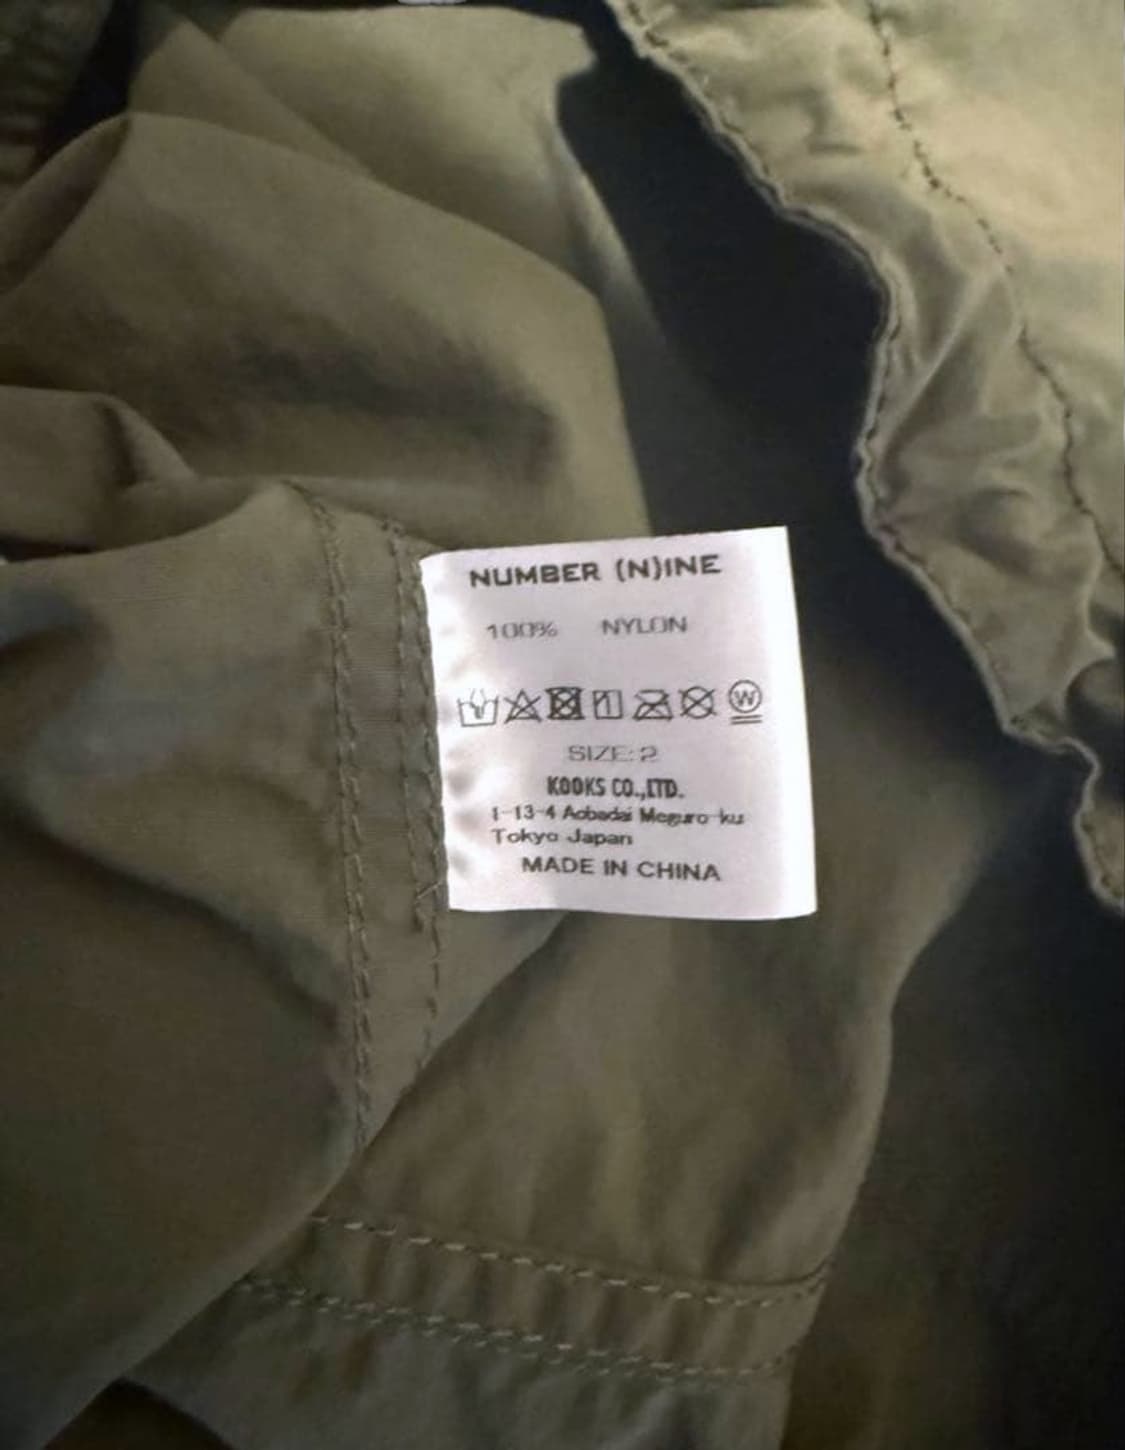 NUMBER (N)INE
100% NYLON
W
SIZE: 2
KOOKS CO.,LTD.
1-13-4 Aobadai Meguro-ku
Tokyo Japan
MADE IN CHINA